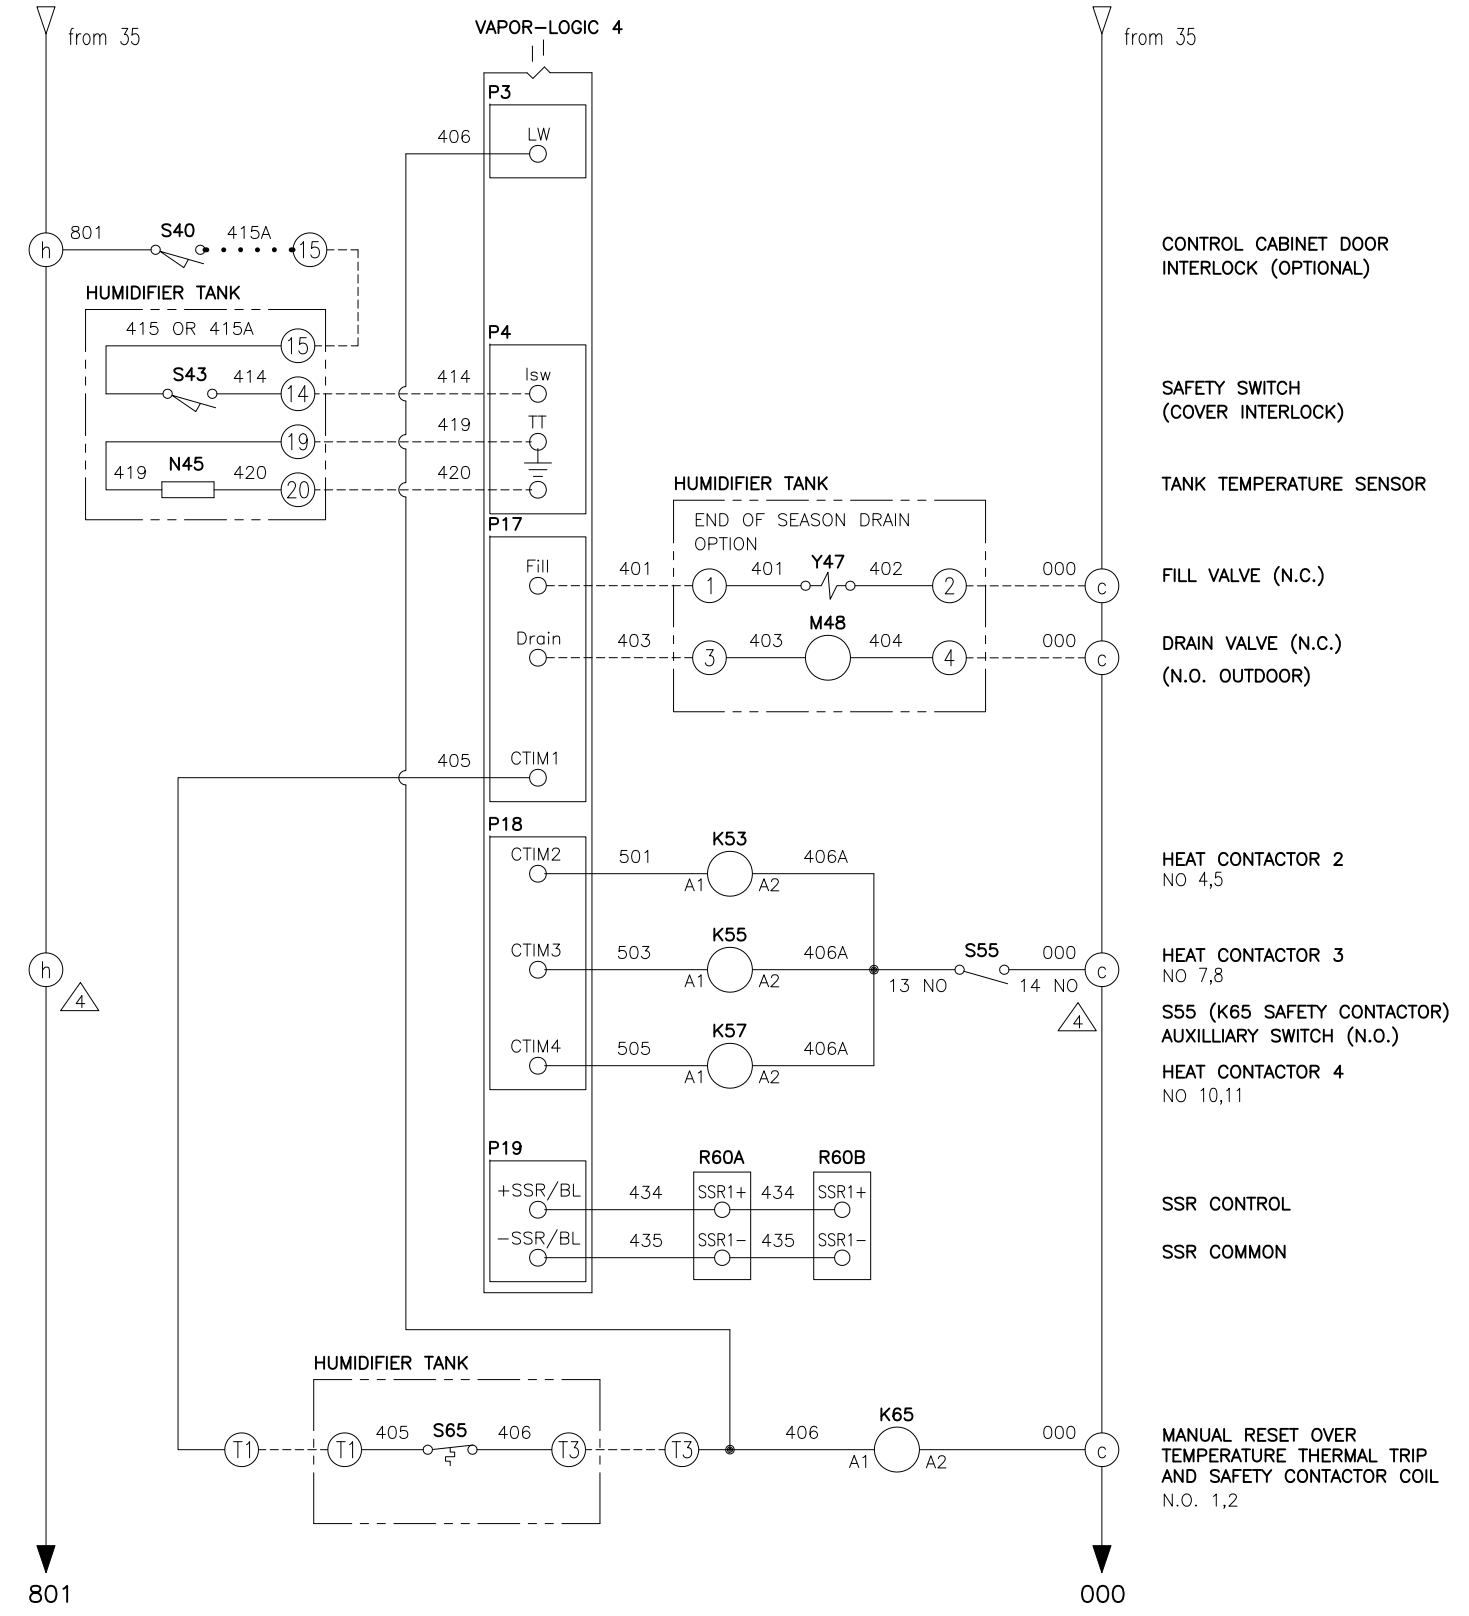 from 35
VAPOR-LOGIC 4
from 35
P3
LW
406
h
801
S40
415A
15
CONTROL CABINET DOOR
INTERLOCK (OPTIONAL)
HUMIDIFIER TANK
415 OR 415A
15
S43
414
14
414
P4
Isw
SAFETY SWITCH
(COVER INTERLOCK)
19
419
TT
419
N45
420
20
420
TANK TEMPERATURE SENSOR
HUMIDIFIER TANK
END OF SEASON DRAIN
OPTION
P17
Fill
401
1
401
Y47
402
2
000
c
FILL VALVE (N.C.)
Drain
403
3
403
M48
404
4
000
c
DRAIN VALVE (N.C.)
(N.O. OUTDOOR)
405
CTIM1
P18
CTIM2
501
A1
K53
A2
406A
HEAT CONTACTOR 2
NO 4,5
h
4
CTIM3
503
A1
K55
A2
406A
13 NO
S55
14 NO
000
c
4
HEAT CONTACTOR 3
NO 7,8
S55 (K65 SAFETY CONTACTOR)
AUXILLIARY SWITCH (N.O.)
CTIM4
505
A1
K57
A2
406A
HEAT CONTACTOR 4
NO 10,11
P19
R60A
R60B
+SSR/BL
434
SSR1+
434
SSR1+
SSR CONTROL
-SSR/BL
435
SSR1-
435
SSR1-
SSR COMMON
HUMIDIFIER TANK
T1
T1
405
S65
406
T3
T3
406
A1
K65
A2
000
c
MANUAL RESET OVER
TEMPERATURE THERMAL TRIP
AND SAFETY CONTACTOR COIL
N.O. 1,2
801
000